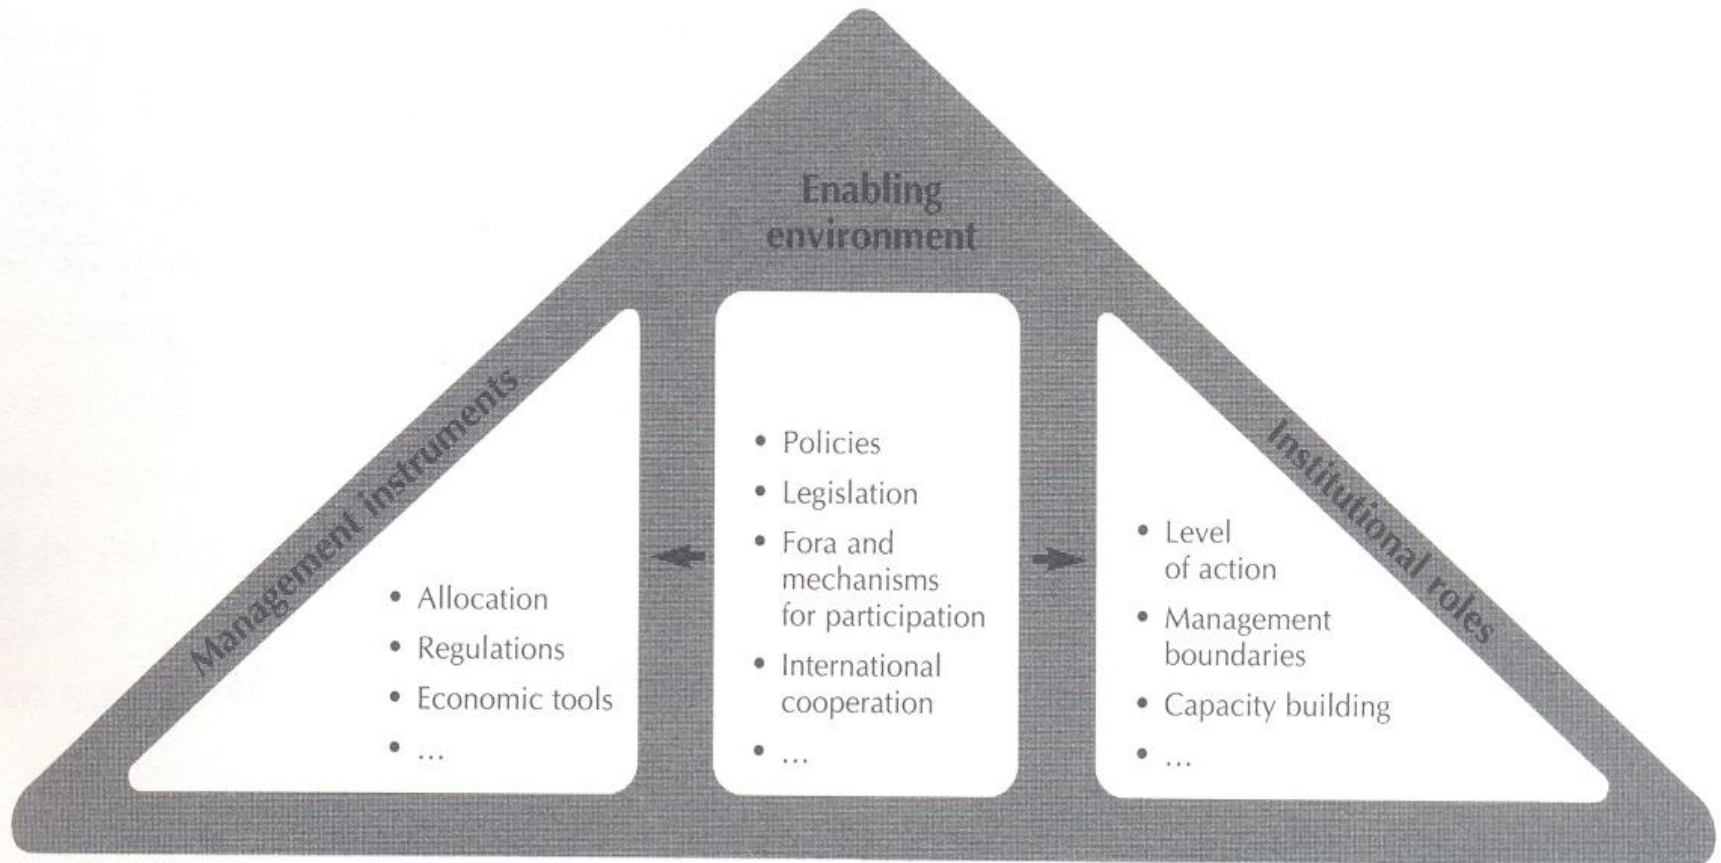 Enabling
environment
Management instruments
• Allocation
• Regulations
• Economic tools
• ...
• Policies
• Legislation
• Fora and
mechanisms
for participation
• International
cooperation
• ...
Institutional roles
• Level
of action
• Management
boundaries
• Capacity building
• ...